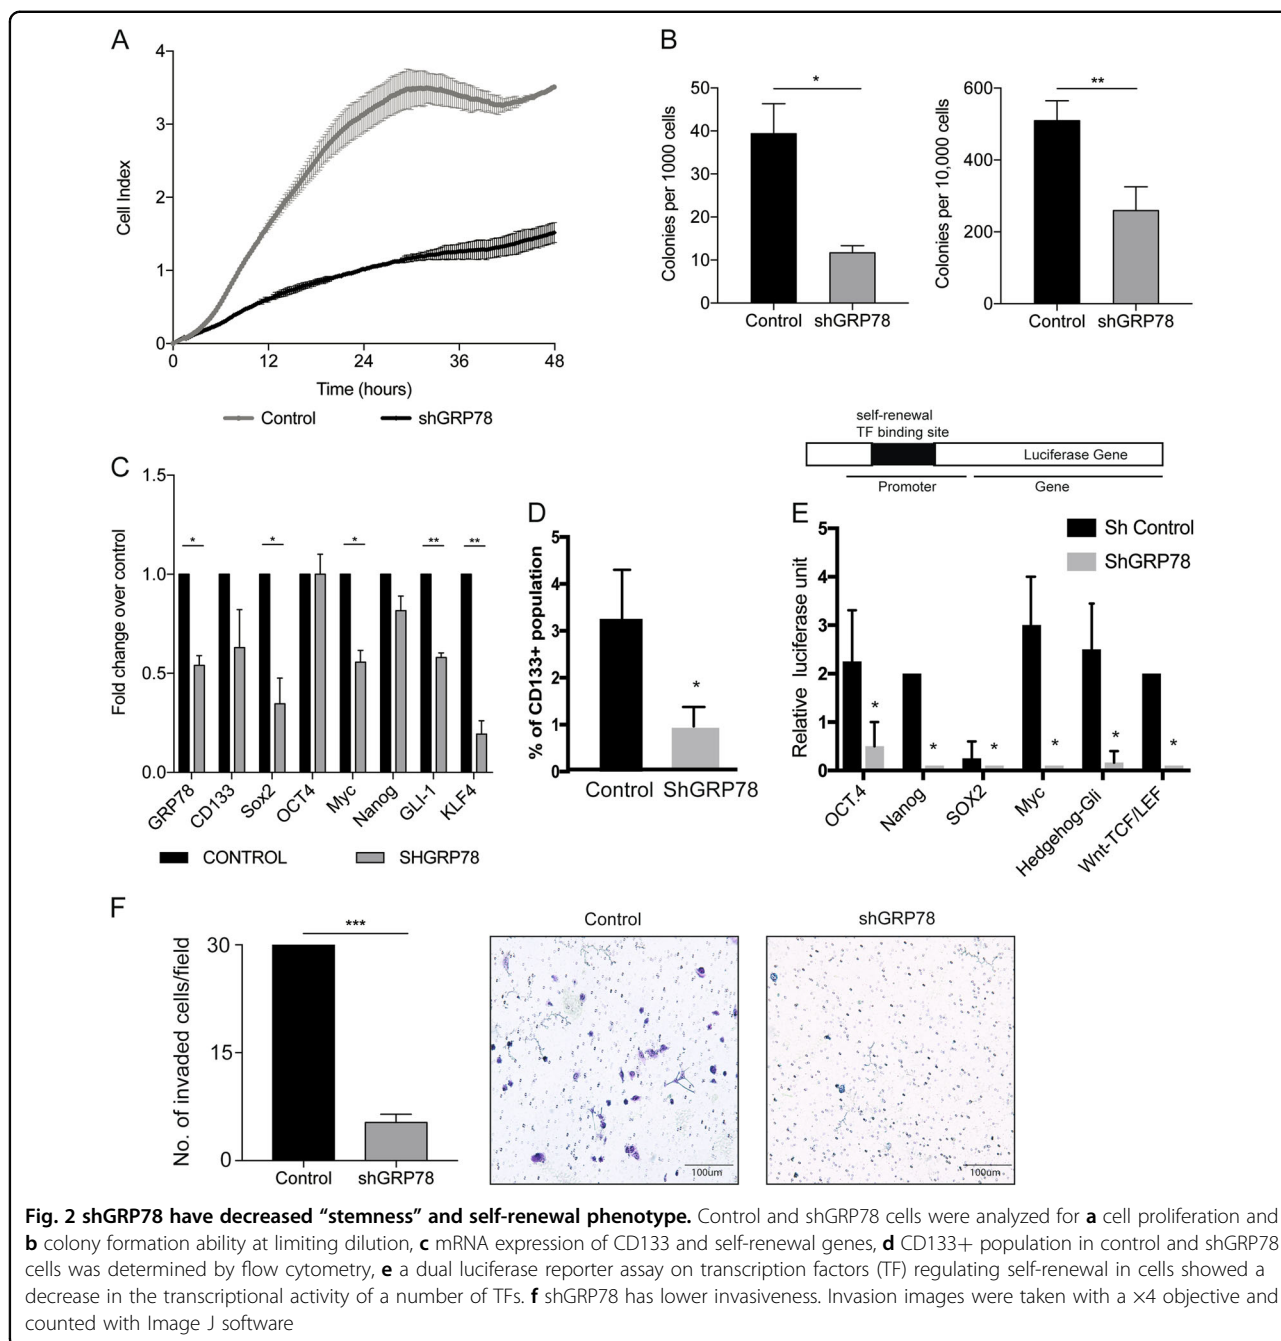 A
4
3
2
1
0
Cell Index
0 12 24 36 48
Time (hours)
Control shGRP78
B
*
50
40
30
20
10
0
Colonies per 1000 cells
Control shGRP78
**
600
400
200
0
Colonies per 10,000 cells
Control shGRP78
C
1.5
1.0
0.5
0.0
Fold change over control
* * * ** **
GRP78 CD133 Sox2 OCT4 Myc Nanog GLI-1 KLF4
CONTROL SHGRP78
D
5
4
3
2
1
0
% of CD133+ population
*
Control ShGRP78
self-renewal
TF binding site
Luciferase Gene
Promoter Gene
E
Sh Control
ShGRP78
5
4
3
2
1
0
Relative luciferase unit
* * * * * *
OCT.4 Nanog SOX2 Myc Hedgehog-Gli Wnt-TCF/LEF
F
***
30
15
0
No. of invaded cells/field
Control shGRP78
Control
100um
shGRP78
100um
Fig. 2 shGRP78 have decreased “stemness” and self-renewal phenotype. Control and shGRP78 cells were analyzed for a cell proliferation and
b colony formation ability at limiting dilution, c mRNA expression of CD133 and self-renewal genes, d CD133+ population in control and shGRP78
cells was determined by flow cytometry, e a dual luciferase reporter assay on transcription factors (TF) regulating self-renewal in cells showed a
decrease in the transcriptional activity of a number of TFs. f shGRP78 has lower invasiveness. Invasion images were taken with a ×4 objective and
counted with Image J software